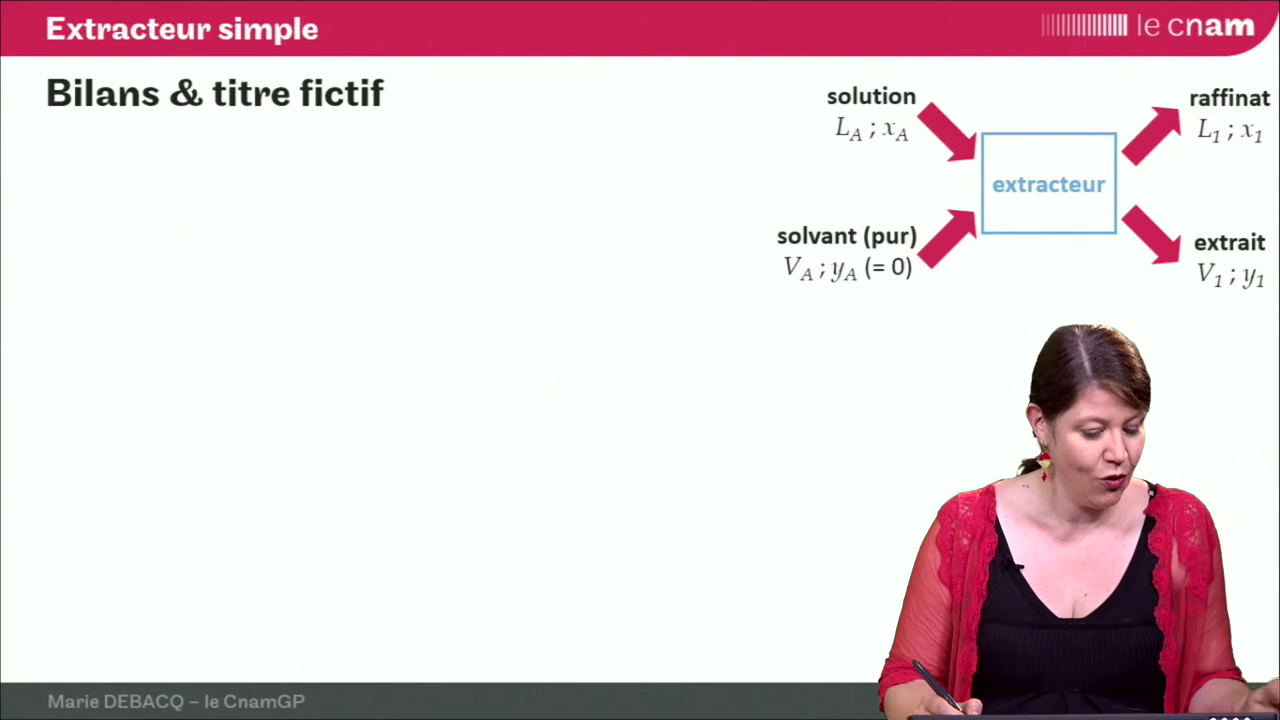 Extracteur simple
le cnam
Bilans & titre fictif
solution
L_A ; x_A
solvant (pur)
V_A ; y_A (= 0)
extracteur
raffinat
L_1 ; x_1
extrait
V_1 ; y_1
Marie DEBACQ – le CnamGP